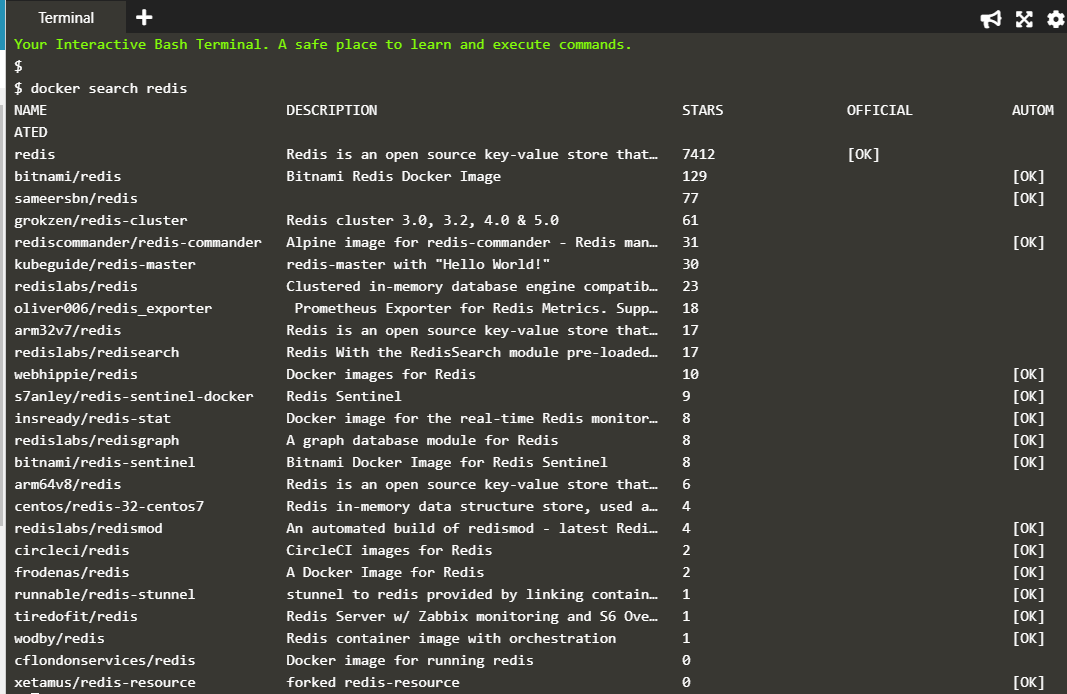 Terminal
Your Interactive Bash Terminal. A safe place to learn and execute commands.
$
$ docker search redis
NAME DESCRIPTION STARS OFFICIAL AUTOM
ATED
redis Redis is an open source key-value store that… 7412 [OK]
bitnami/redis Bitnami Redis Docker Image 129 [OK]
sameersbn/redis 77 [OK]
grokzen/redis-cluster Redis cluster 3.0, 3.2, 4.0 & 5.0 61
rediscommander/redis-commander Alpine image for redis-commander - Redis man… 31 [OK]
kubeguide/redis-master redis-master with "Hello World!" 30
redislabs/redis Clustered in-memory database engine compatib… 23
oliver006/redis_exporter Prometheus Exporter for Redis Metrics. Supp… 18
arm32v7/redis Redis is an open source key-value store that… 17
redislabs/redisearch Redis With the RedisSearch module pre-loaded… 17
webhippie/redis Docker images for Redis 10 [OK]
s7anley/redis-sentinel-docker Redis Sentinel 9 [OK]
insready/redis-stat Docker image for the real-time Redis monitor… 8 [OK]
redislabs/redisgraph A graph database module for Redis 8 [OK]
bitnami/redis-sentinel Bitnami Docker Image for Redis Sentinel 8 [OK]
arm64v8/redis Redis is an open source key-value store that… 6
centos/redis-32-centos7 Redis in-memory data structure store, used a… 4
redislabs/redismod An automated build of redismod - latest Redi… 4 [OK]
circleci/redis CircleCI images for Redis 2 [OK]
frodenas/redis A Docker Image for Redis 2 [OK]
runnable/redis-stunnel stunnel to redis provided by linking contain… 1 [OK]
tiredofit/redis Redis Server w/ Zabbix monitoring and S6 Ove… 1 [OK]
wodby/redis Redis container image with orchestration 1 [OK]
cflondonservices/redis Docker image for running redis 0
xetamus/redis-resource forked redis-resource 0 [OK]